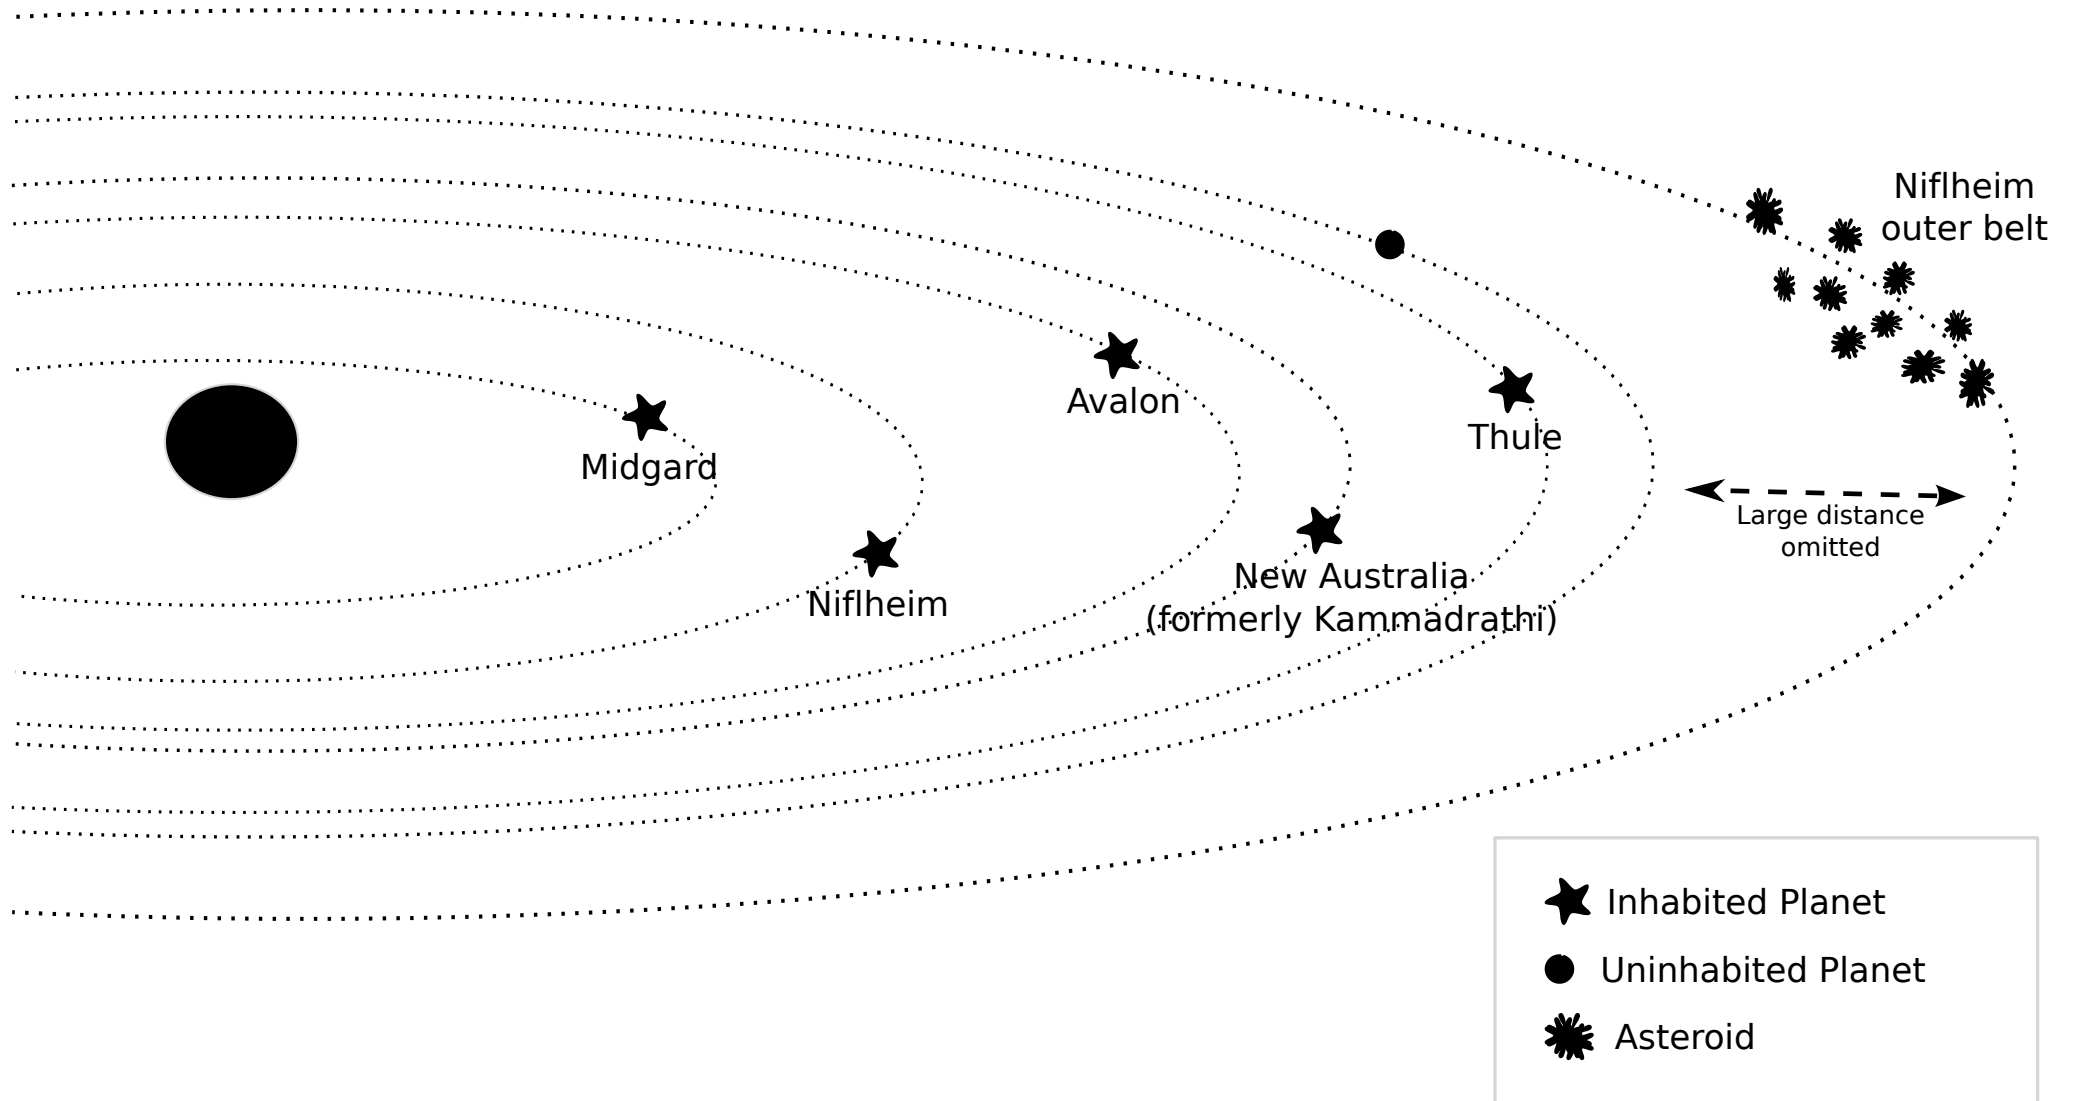 Niflheim
outer belt
Avalon
Thule
Midgard
Large distance
omitted
Niflheim
New Australia
(formerly Kammadrathi)
Inhabited Planet
Uninhabited Planet
Asteroid